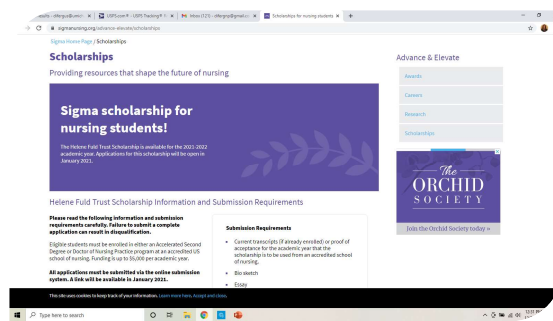 USPS.com® - USPS Tracking®
Inbox (123)
Scholarships for nursing students
sigmanursing.org/advance-elevate/scholarships
Sigma Home Page / Scholarships
Scholarships
Providing resources that shape the future of nursing
Sigma scholarship for
nursing students!
The Helene Fuld Trust Scholarship is available for the 2021-2022
academic year. Applications for this scholarship will be open in
January 2021.
Helene Fuld Trust Scholarship Information and Submission Requirements
Please read the following information and submission
requirements carefully. Failure to submit a complete
application can result in disqualification.
Eligible students must be enrolled in either an Accelerated Second
Degree or Doctor of Nursing Practice program at an accredited US
school of nursing. Funding is up to $5,000 per academic year.
All applications must be submitted via the online submission
system. A link will be available in January 2021.
Submission Requirements
Current transcripts (if already enrolled) or proof of
acceptance for the academic year that the
scholarship is to be used from an accredited school
of nursing.
Bio sketch
Essay
Advance & Elevate
Awards
Careers
Research
Scholarships
The
ORCHID
SOCIETY
Join the Orchid Society today »
This site uses cookies to keep track of your information. Learn more here. Accept and close.
Type here to search